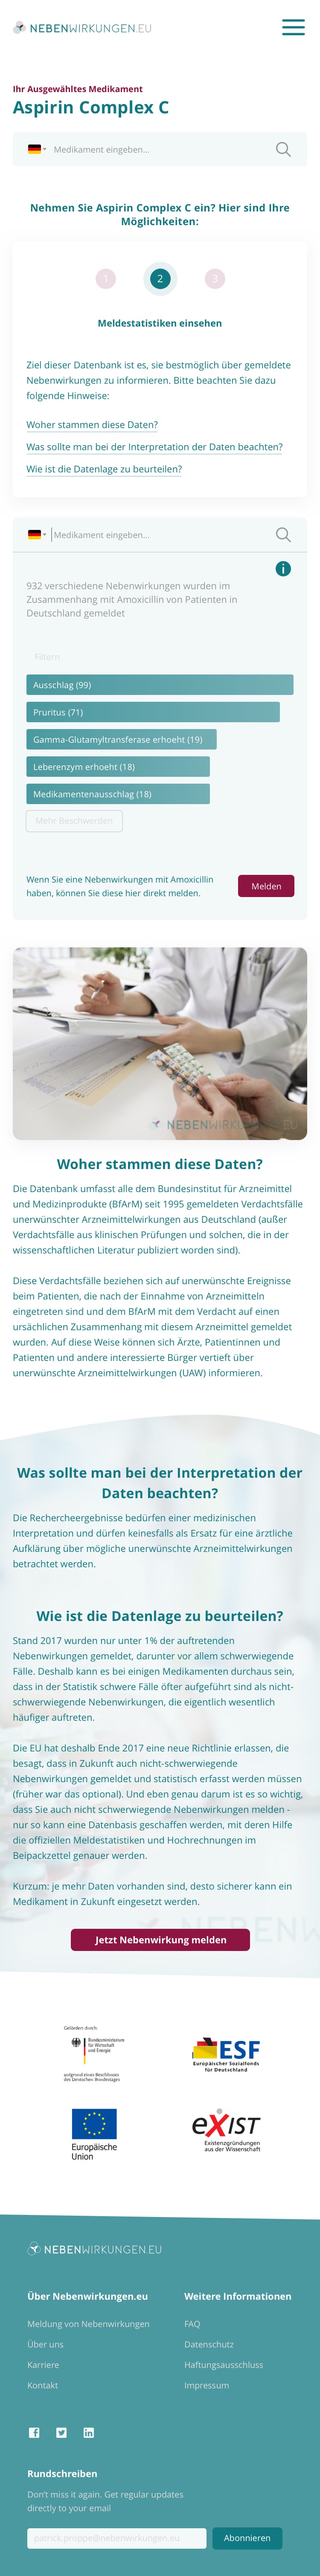 NEBENWIRKUNGEN.EU
Ihr Ausgewähltes Medikament
Aspirin Complex C
Medikament eingeben...
Nehmen Sie Aspirin Complex C ein? Hier sind Ihre
Möglichkeiten:
1 2 3
Meldestatistiken einsehen
Ziel dieser Datenbank ist es, sie bestmöglich über gemeldete
Nebenwirkungen zu informieren. Bitte beachten Sie dazu
folgende Hinweise:
Woher stammen diese Daten?
Was sollte man bei der Interpretation der Daten beachten?
Wie ist die Datenlage zu beurteilen?
Medikament eingeben...
932 verschiedene Nebenwirkungen wurden im
Zusammenhang mit Amoxicillin von Patienten in
Deutschland gemeldet
Filtern
Ausschlag (99)
Pruritus (71)
Gamma-Glutamyltransferase erhoeht (19)
Leberenzym erhoeht (18)
Medikamentenausschlag (18)
Mehr Beschwerden
Wenn Sie eine Nebenwirkungen mit Amoxicillin
haben, können Sie diese hier direkt melden.
Melden
NEBENWIRKUNGEN.EU
Woher stammen diese Daten?
Die Datenbank umfasst alle dem Bundesinstitut für Arzneimittel
und Medizinprodukte (BfArM) seit 1995 gemeldeten Verdachtsfälle
unerwünschter Arzneimittelwirkungen aus Deutschland (außer
Verdachtsfälle aus klinischen Prüfungen und solchen, die in der
wissenschaftlichen Literatur publiziert worden sind).
Diese Verdachtsfälle beziehen sich auf unerwünschte Ereignisse
beim Patienten, die nach der Einnahme von Arzneimitteln
eingetreten sind und dem BfArM mit dem Verdacht auf einen
ursächlichen Zusammenhang mit diesem Arzneimittel gemeldet
wurden. Auf diese Weise können sich Ärzte, Patientinnen und
Patienten und andere interessierte Bürger vertieft über
unerwünschte Arzneimittelwirkungen (UAW) informieren.
Was sollte man bei der Interpretation der
Daten beachten?
Die Rechercheergebnisse bedürfen einer medizinischen
Interpretation und dürfen keinesfalls als Ersatz für eine ärztliche
Aufklärung über mögliche unerwünschte Arzneimittelwirkungen
betrachtet werden.
Wie ist die Datenlage zu beurteilen?
Stand 2017 wurden nur unter 1% der auftretenden
Nebenwirkungen gemeldet, darunter vor allem schwerwiegende
Fälle. Deshalb kann es bei einigen Medikamenten durchaus sein,
dass in der Statistik schwere Fälle öfter aufgeführt sind als nicht-
schwerwiegende Nebenwirkungen, die eigentlich wesentlich
häufiger auftreten.
Die EU hat deshalb Ende 2017 eine neue Richtlinie erlassen, die
besagt, dass in Zukunft auch nicht-schwerwiegende
Nebenwirkungen gemeldet und statistisch erfasst werden müssen
(früher war das optional). Und eben genau darum ist es so wichtig,
dass Sie auch nicht schwerwiegende Nebenwirkungen melden -
nur so kann eine Datenbasis geschaffen werden, mit deren Hilfe
die offiziellen Meldestatistiken und Hochrechnungen im
Beipackzettel genauer werden.
Kurzum: je mehr Daten vorhanden sind, desto sicherer kann ein
Medikament in Zukunft eingesetzt werden.
NEBENW
Jetzt Nebenwirkung melden
Gefördert durch:
Bundesministerium
für Wirtschaft
und Energie
aufgrund eines Beschlusses
des Deutschen Bundestages
ESF
Europäischer Sozialfonds
für Deutschland
Europäische
Union
eXIST
Existenzgründungen
aus der Wissenschaft
NEBENWIRKUNGEN.EU
Über Nebenwirkungen.eu
Meldung von Nebenwirkungen
Über uns
Karriere
Kontakt
Weitere Informationen
FAQ
Datenschutz
Haftungsausschluss
Impressum
Rundschreiben
Don't miss it again. Get regular updates
directly to your email
patrick.proppe@nebenwirkungen.eu
Abonnieren